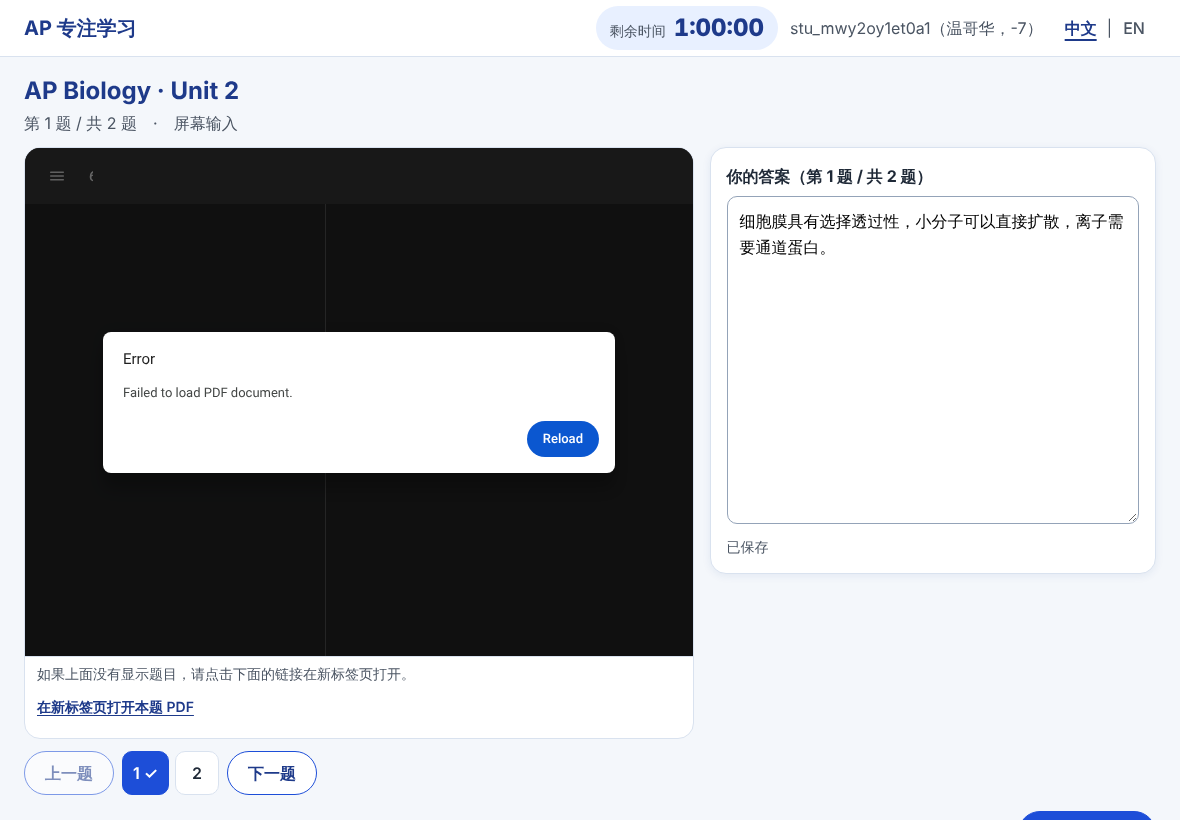 AP 专注学习
剩余时间 1:00:00
stu_mwy2oy1et0a1（温哥华，-7）
中文 | EN
AP Biology · Unit 2
第 1 题 / 共 2 题 · 屏幕输入
Error
Failed to load PDF document.
Reload
如果上面没有显示题目，请点击下面的链接在新标签页打开。
在新标签页打开本题 PDF
你的答案（第 1 题 / 共 2 题）
细胞膜具有选择透过性，小分子可以直接扩散，离子需
要通道蛋白。
已保存
上一题 1 ✓ 2 下一题